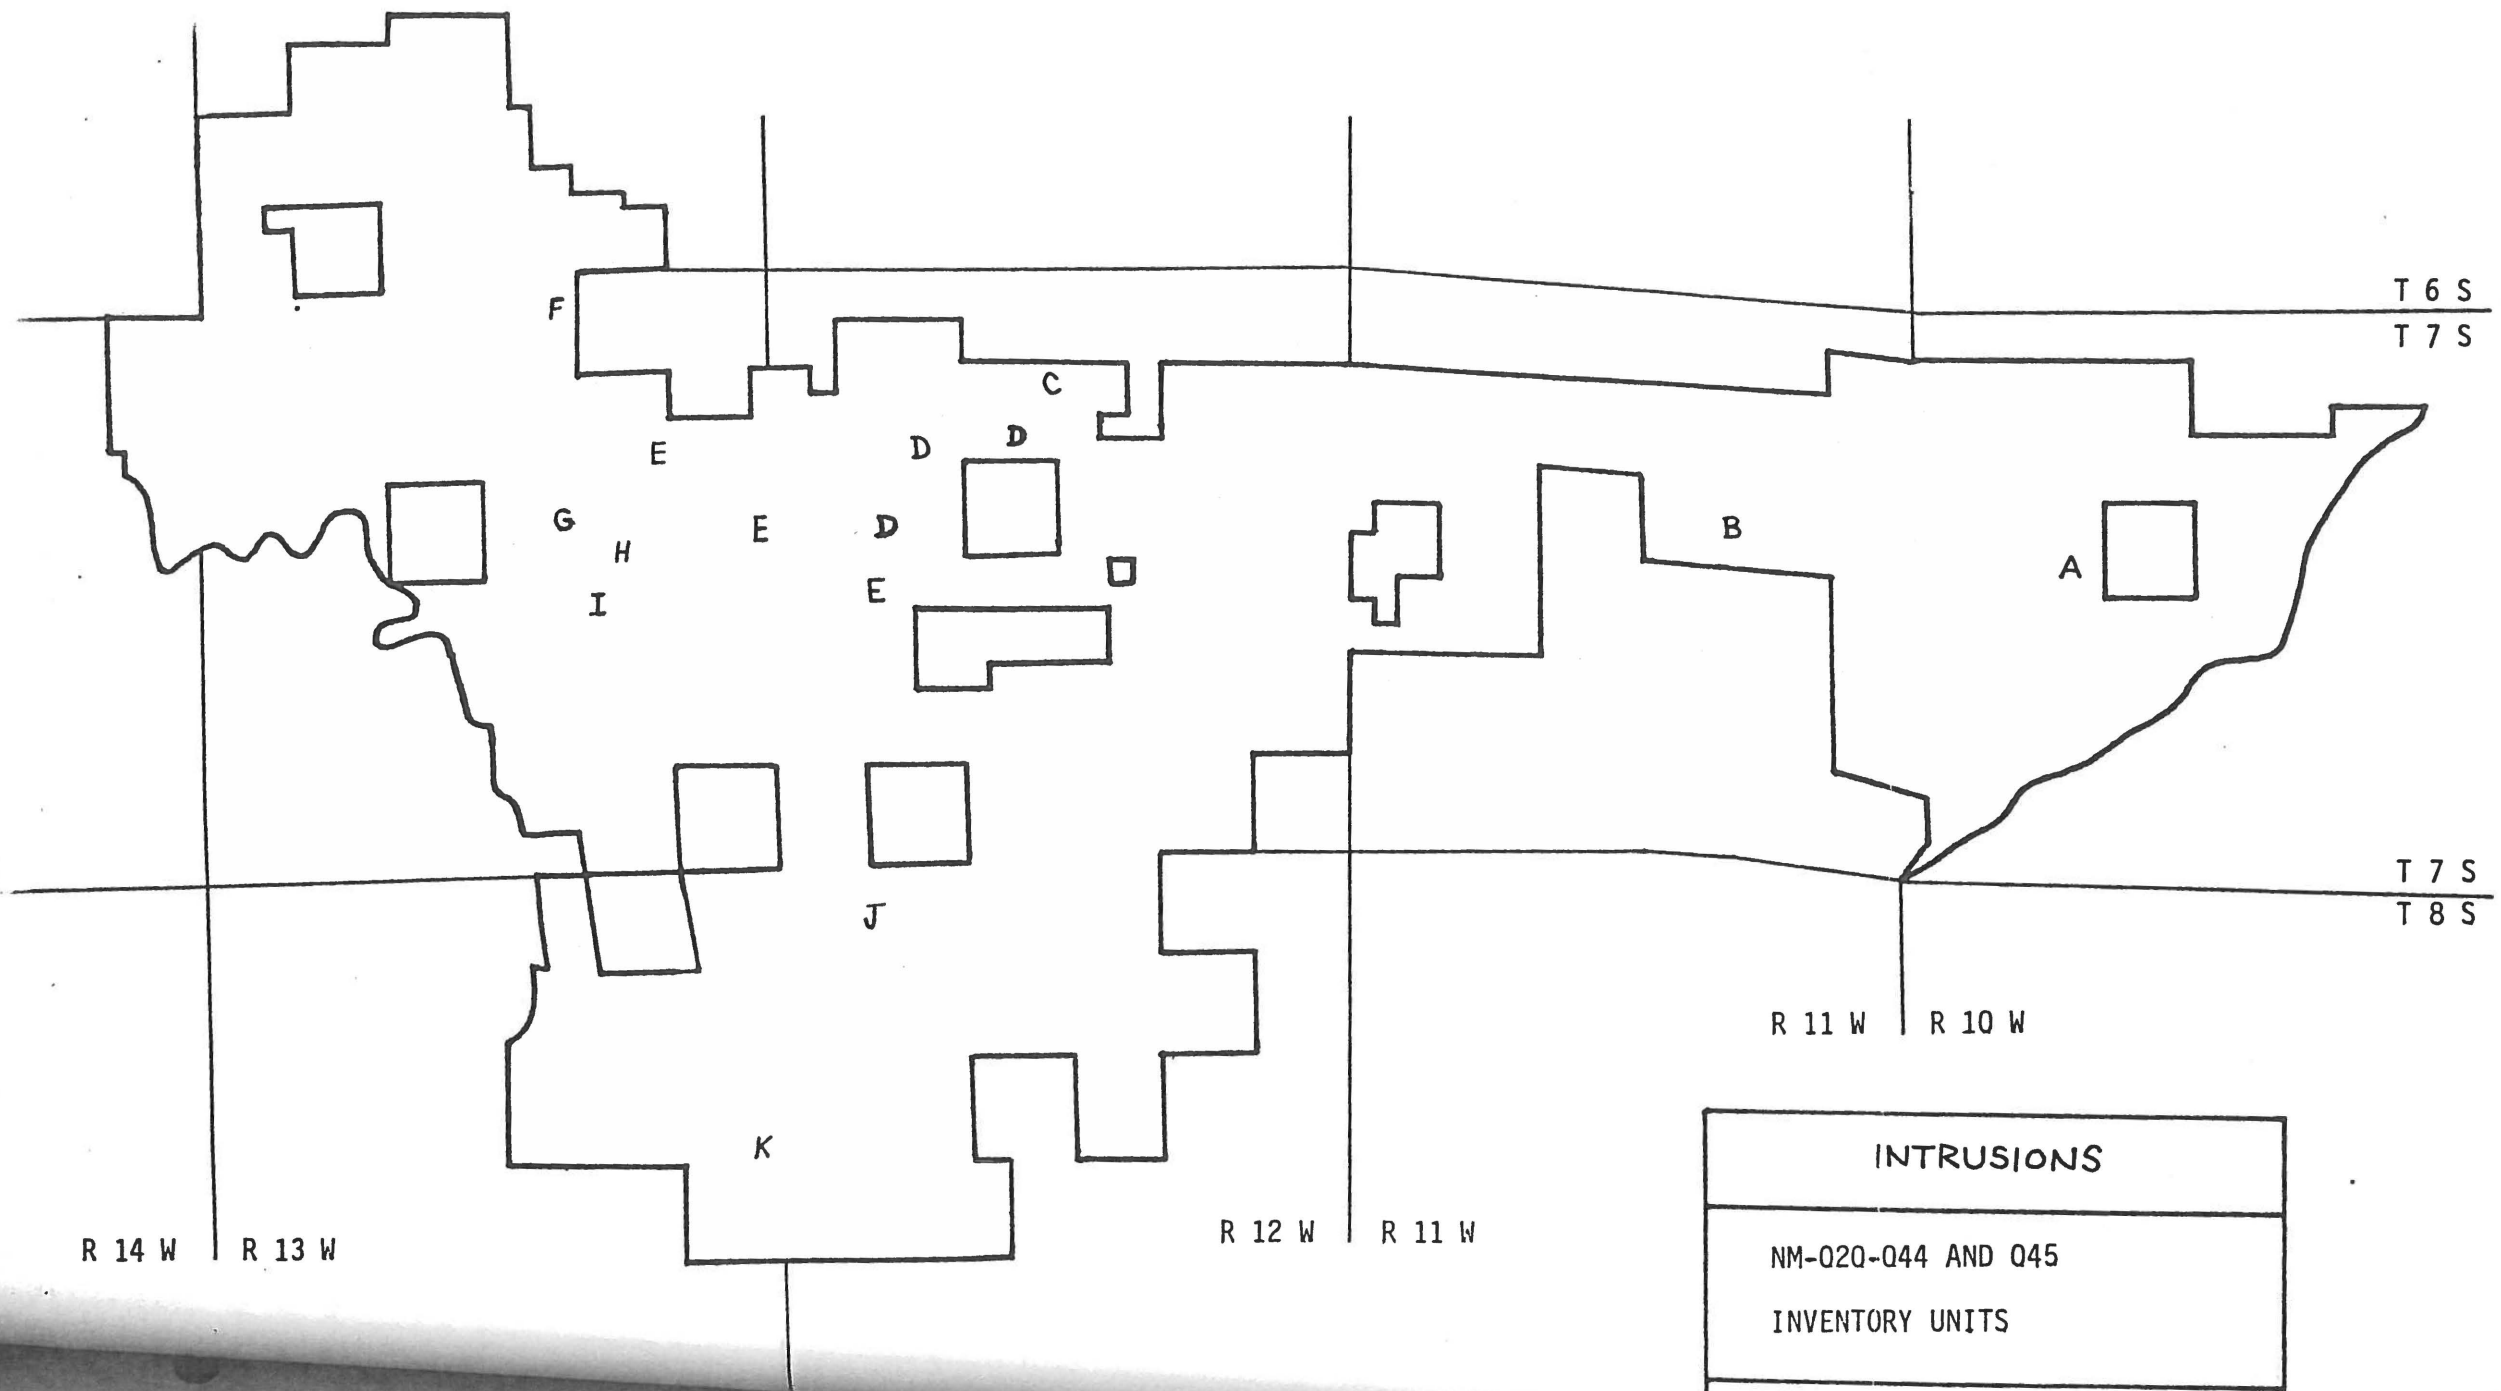 T 6 S
T 7 S
F
C
E
D
D
G
H
E
D
B
A
I
E
T 7 S
T 8 S
J
R 11 W
R 10 W
K
INTRUSIONS
R 14 W
R 13 W
R 12 W
R 11 W
NM-020-044 AND 045
INVENTORY UNITS